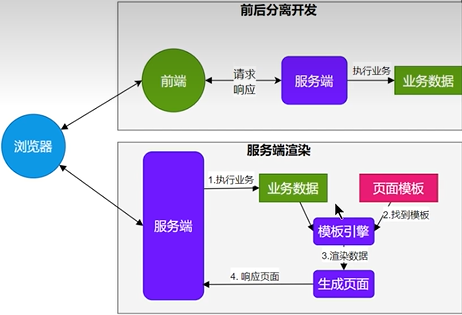 前后分离开发
前端
请求
响应
服务端
执行业务
业务数据
浏览器
服务端渲染
服务端
1.执行业务
业务数据
页面模板
2.找到模板
模板引擎
3.渲染数据
4. 响应页面
生成页面